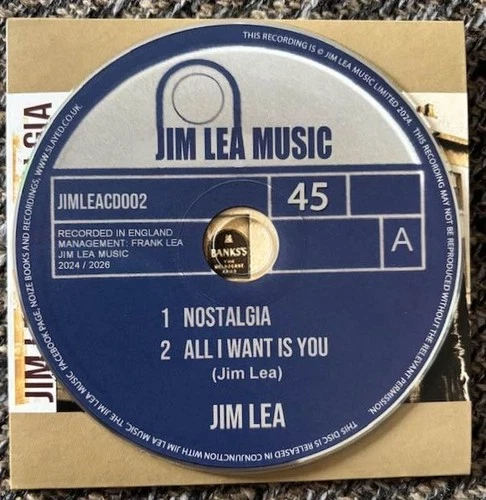 THIS RECORDING IS © JIM LEA MUSIC LIMITED 2024. THIS RECORDING MAY NOT BE REPRODUCED WITHOUT THE RELEVANT PERMISSION.
JIM LEA MUSIC
JIMLEACD002
45
RECORDED IN ENGLAND
MANAGEMENT: FRANK LEA
JIM LEA MUSIC
2024 / 2026
A
BANKS'S
1 NOSTALGIA
2 ALL I WANT IS YOU
(Jim Lea)
JIM LEA
THIS DISC IS RELEASED IN CONJUNCTION WITH JIM LEA MUSIC, THE JIM LEA MUSIC FACEBOOK PAGE, NOIZE BOOKS AND RECORDINGS, WWW.SLAYED.CO.UK.
JIM